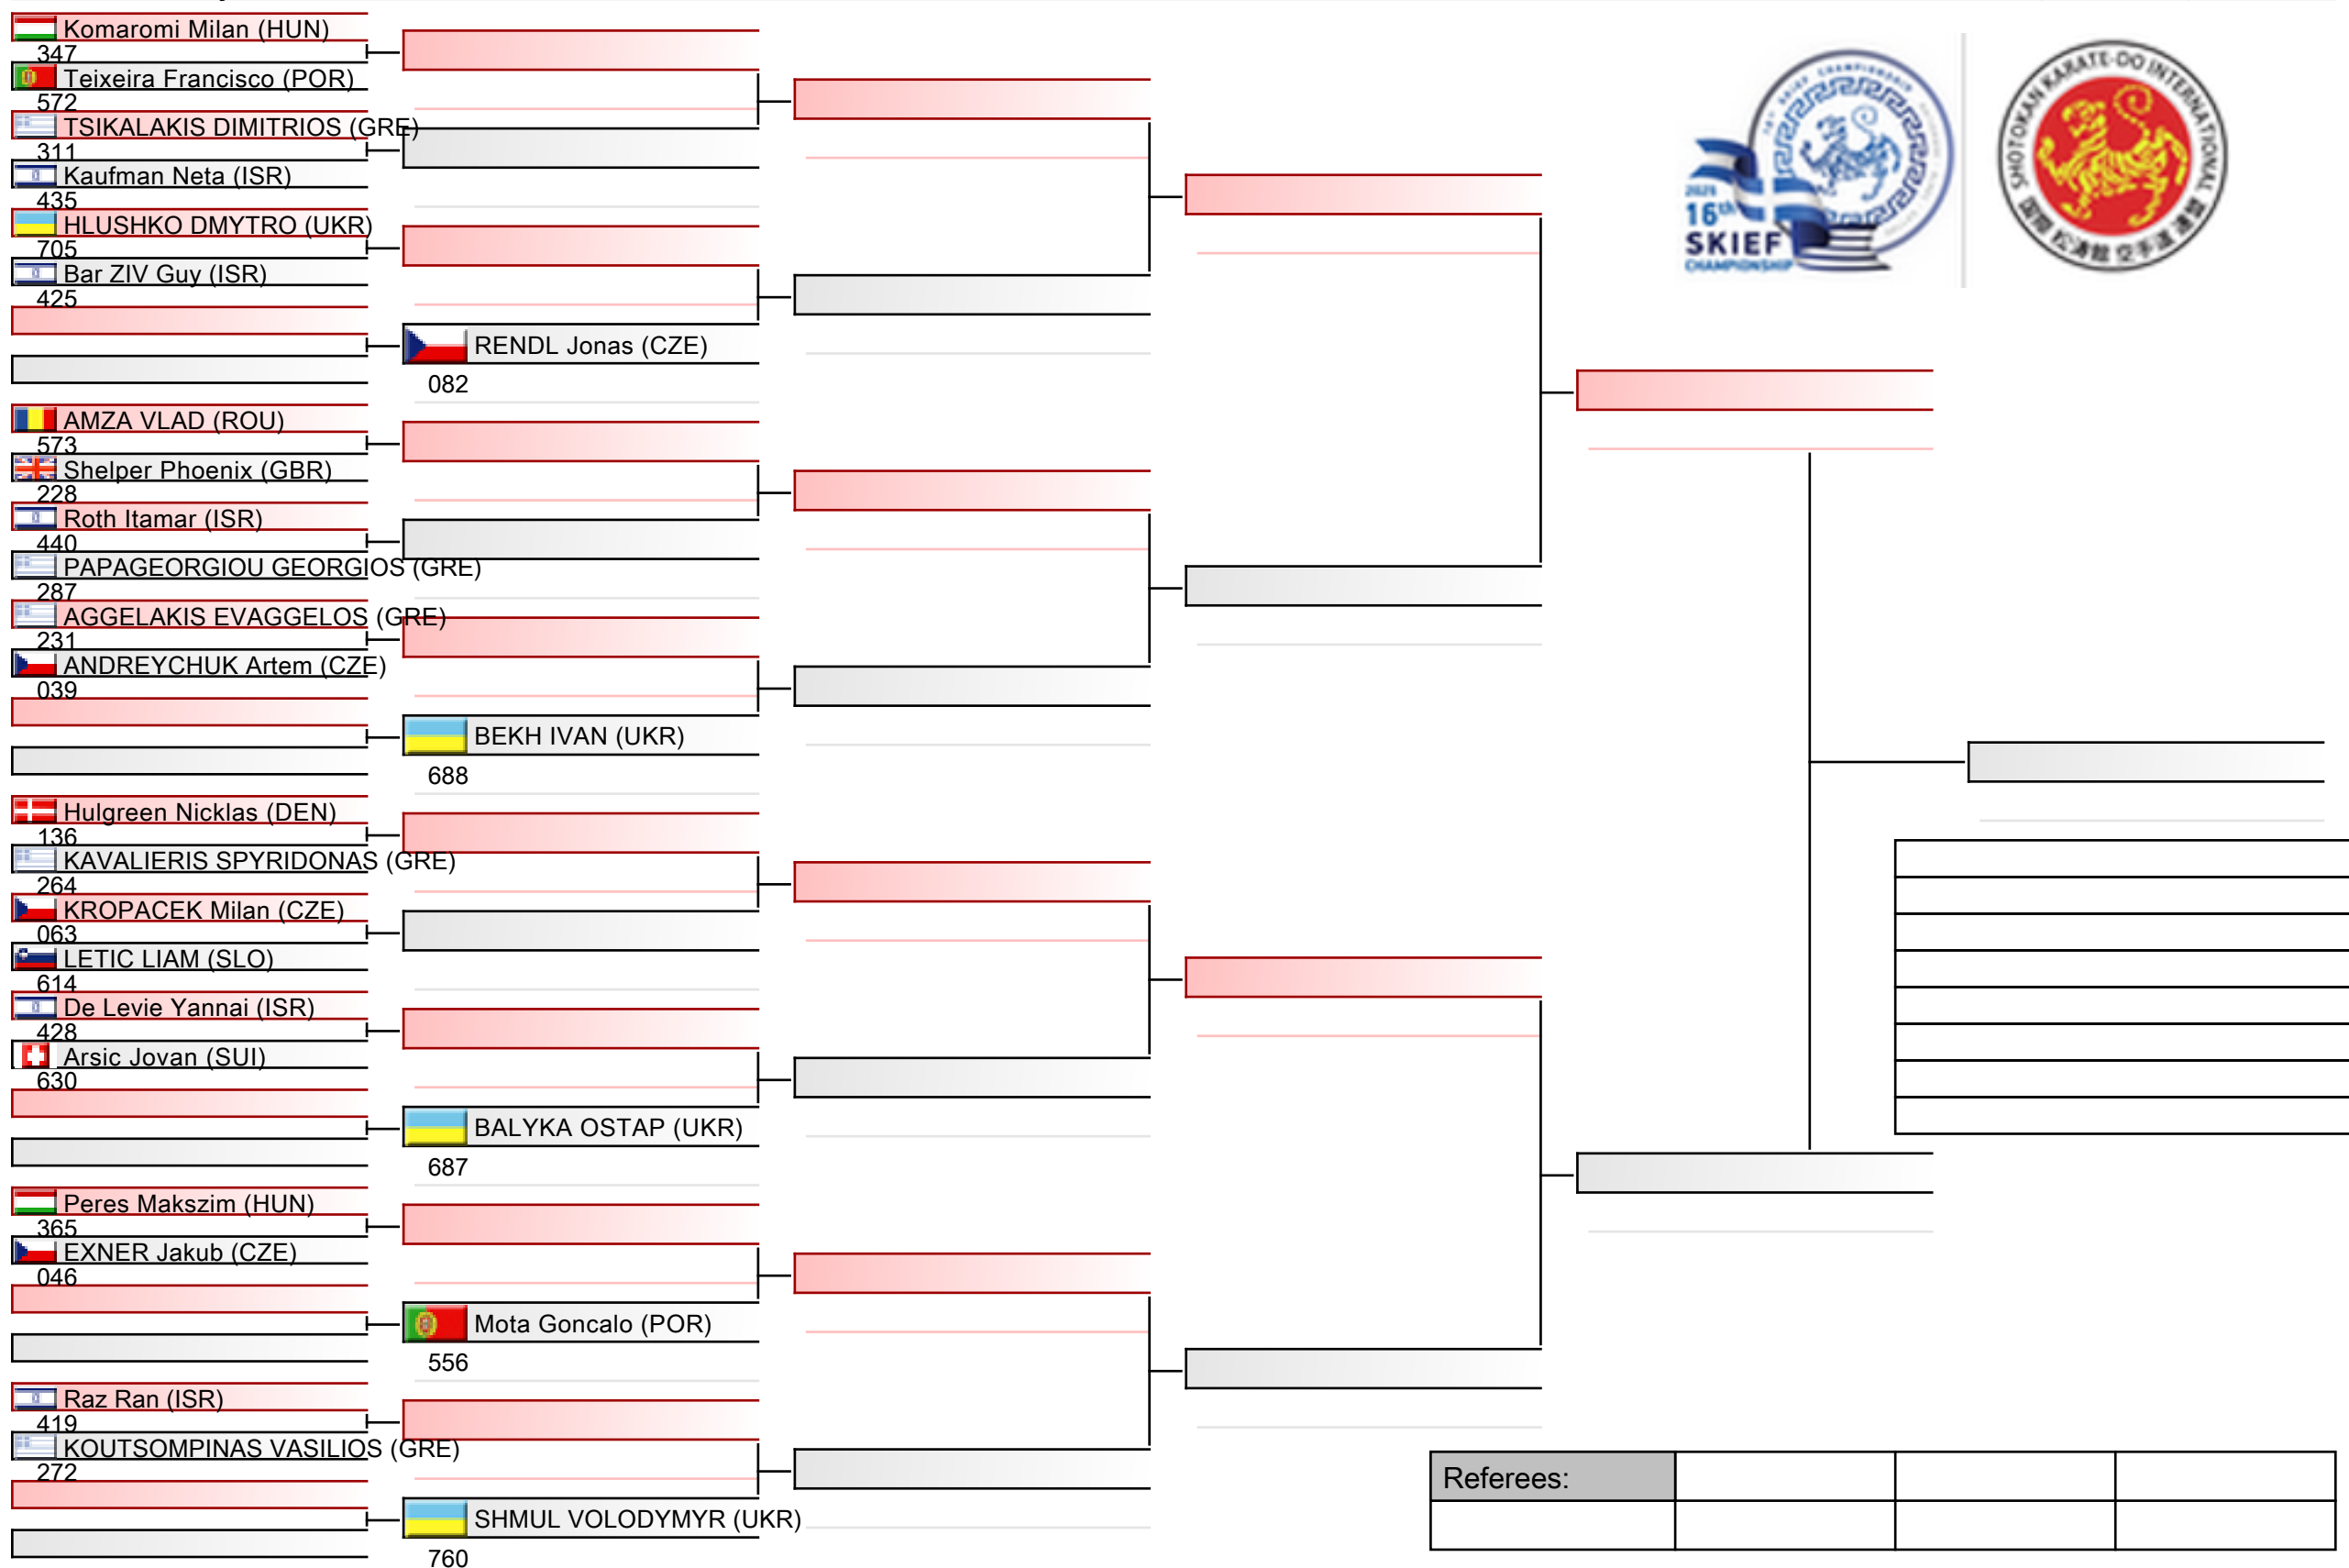 Komaromi Milan (HUN)
347
Teixeira Francisco (POR)
572
TSIKALAKIS DIMITRIOS (GRE)
311
Kaufman Neta (ISR)
435
HLUSHKO DMYTRO (UKR)
705
Bar ZIV Guy (ISR)
425
RENDL Jonas (CZE)
082
AMZA VLAD (ROU)
573
Shelper Phoenix (GBR)
228
Roth Itamar (ISR)
440
PAPAGEORGIOU GEORGIOS (GRE)
287
AGGELAKIS EVAGGELOS (GRE)
231
ANDREYCHUK Artem (CZE)
039
BEKH IVAN (UKR)
688
Hulgreen Nicklas (DEN)
136
KAVALIERIS SPYRIDONAS (GRE)
264
KROPACEK Milan (CZE)
063
LETIC LIAM (SLO)
614
De Levie Yannai (ISR)
428
Arsic Jovan (SUI)
630
BALYKA OSTAP (UKR)
687
Peres Makszim (HUN)
365
EXNER Jakub (CZE)
046
Mota Goncalo (POR)
556
Raz Ran (ISR)
419
KOUTSOMPINAS VASILIOS (GRE)
272
SHMUL VOLODYMYR (UKR)
760
16th
SKIEF
CHAMPIONSHIP
SHOTOKAN KARATE-DO INTERNATIONAL
Referees: